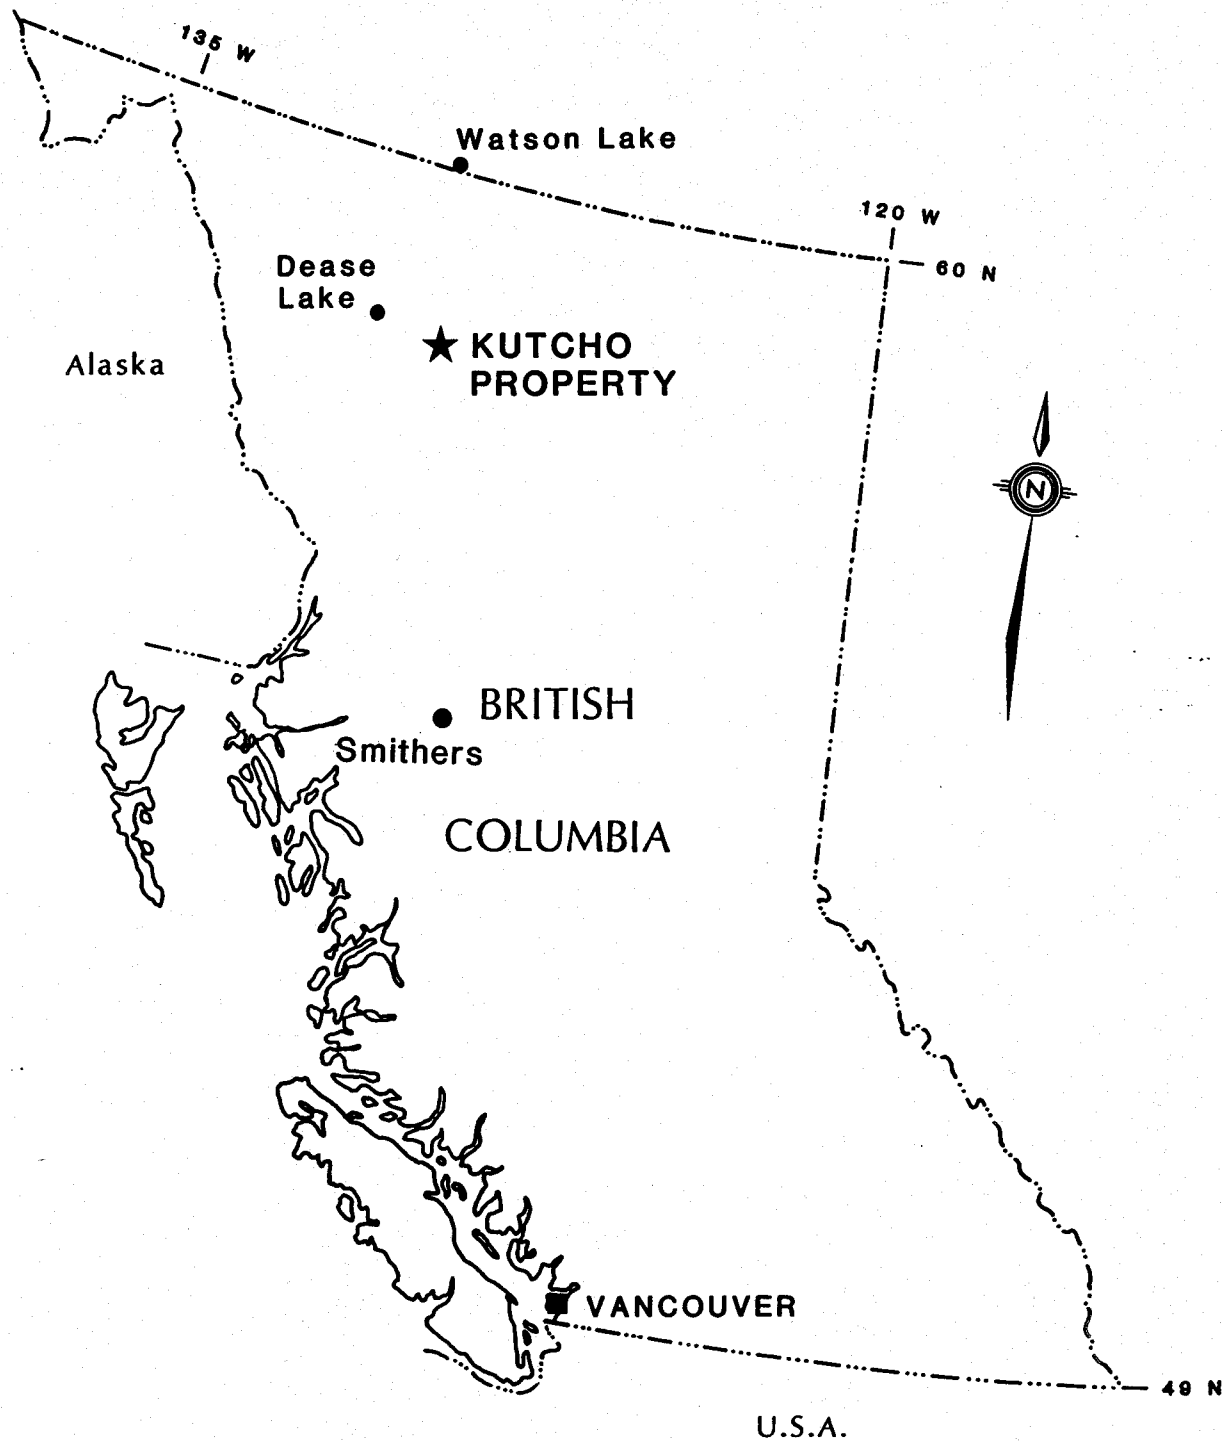 135 W
Watson Lake
120 W
60 N
Dease
Lake
KUTCHO
PROPERTY
Alaska
N
BRITISH
Smithers
COLUMBIA
VANCOUVER
49 N
U.S.A.